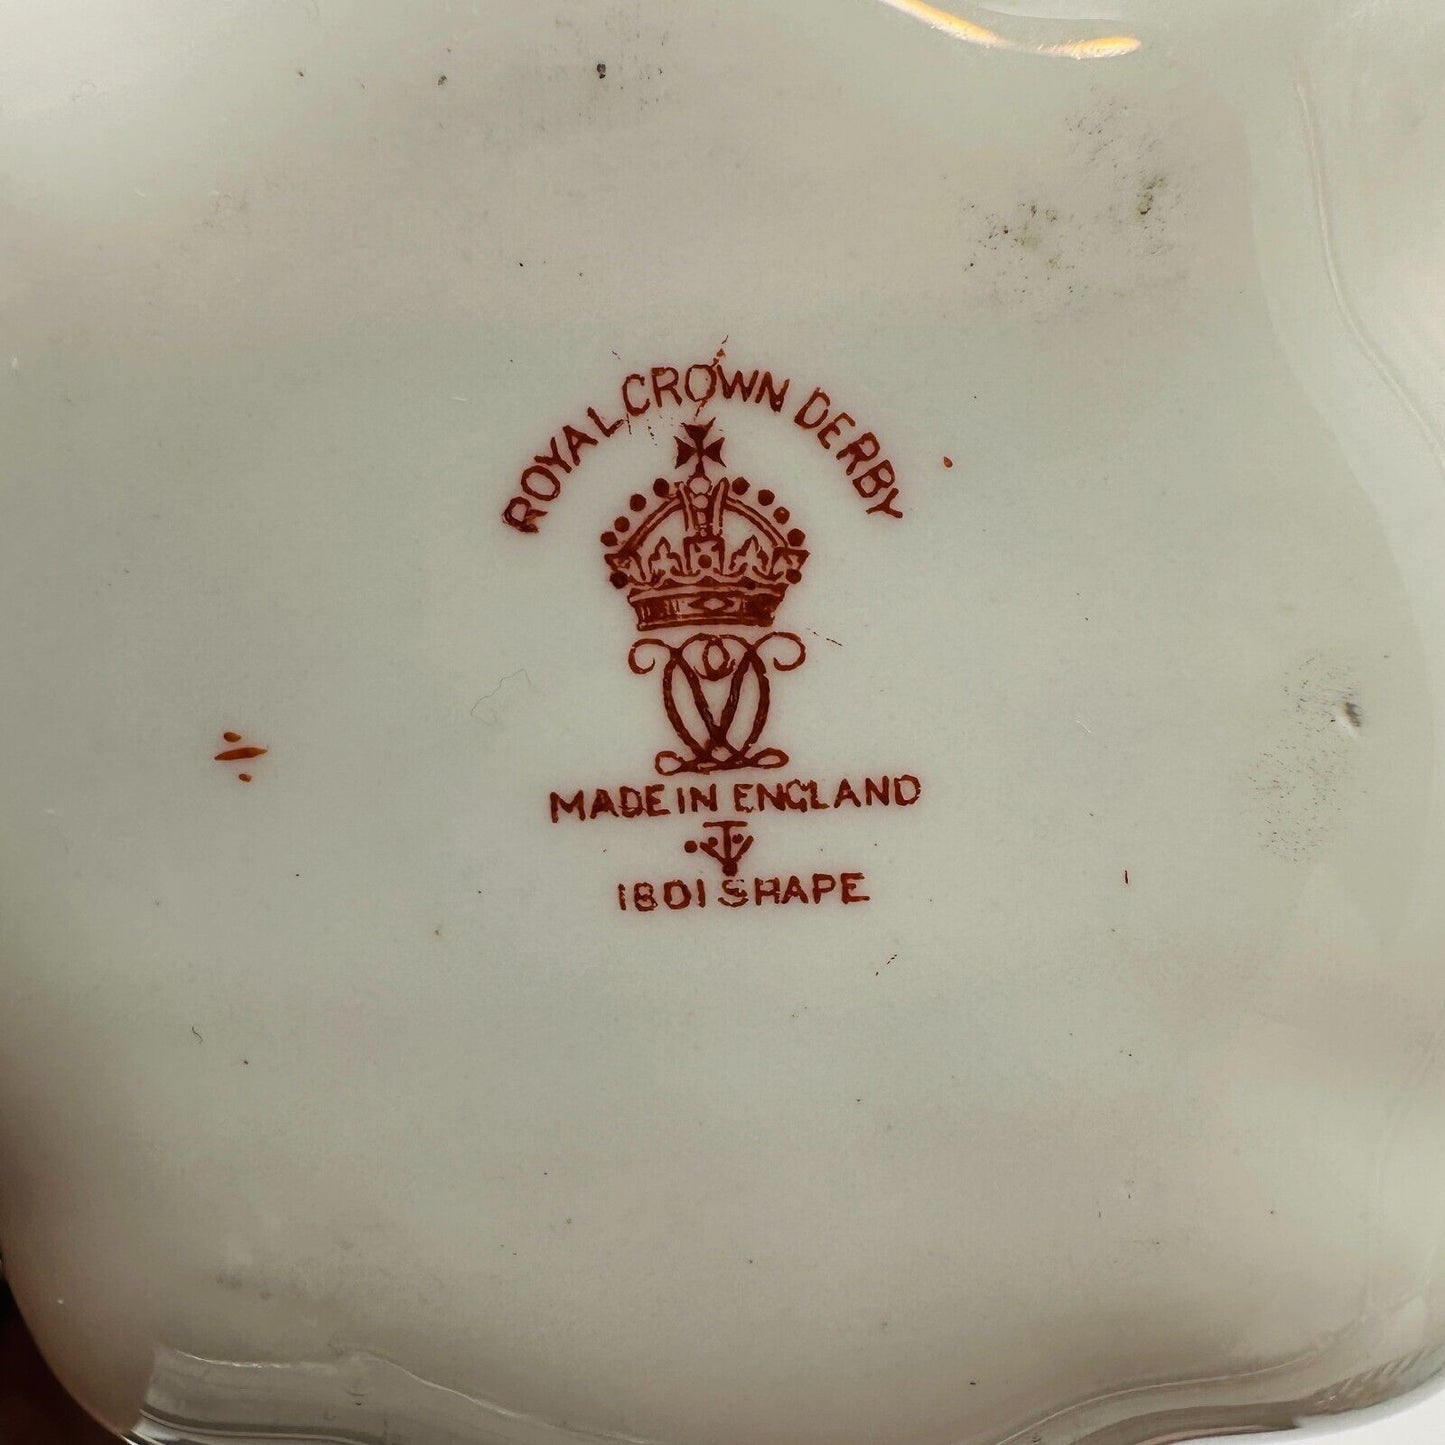 ROYAL CROWN DERBY
MADE IN ENGLAND
1801 SHAPE